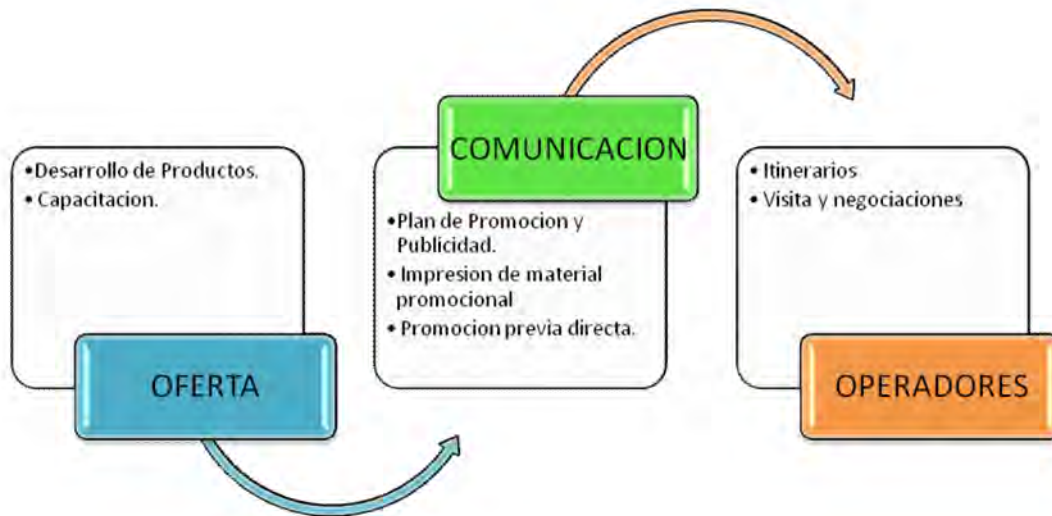 •Desarrollo de Productos.
• Capacitacion.
OFERTA
COMUNICACION
•Plan de Promocion y
Publicidad.
• Impresion de material
promocional
• Promocion previa directa.
• Itinerarios
• Visita y negociaciones
OPERADORES